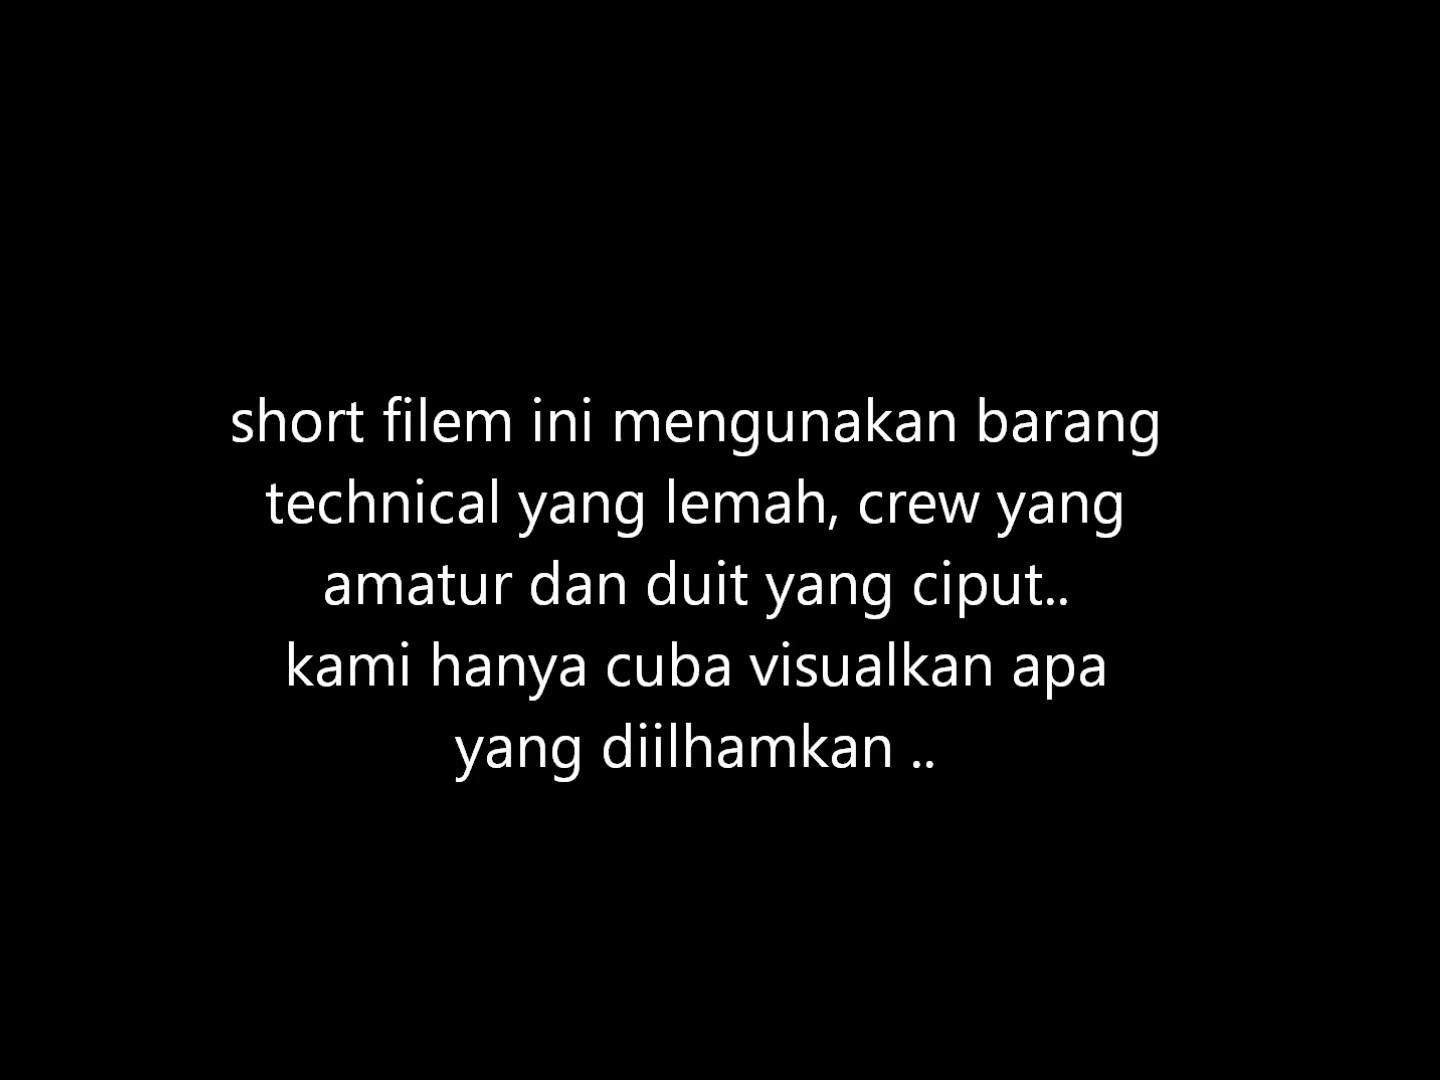 short filem ini mengunakan barang
technical yang lemah, crew yang
amatur dan duit yang ciput..
kami hanya cuba visualkan apa
yang diilhamkan ..